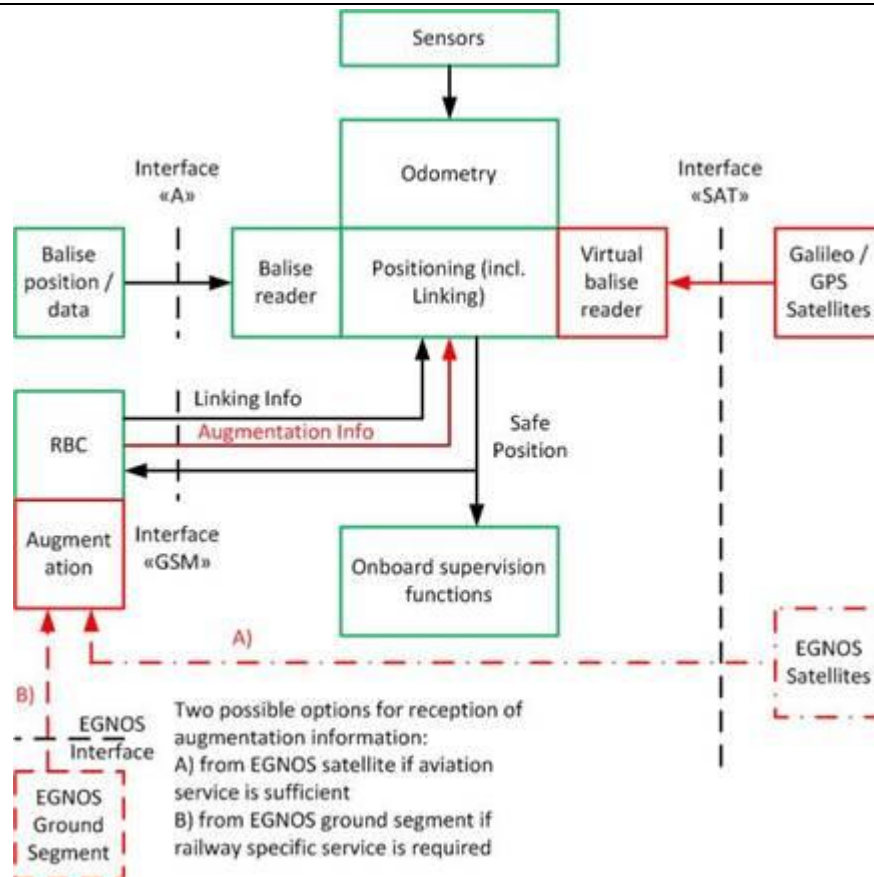 Sensors
Interface
«A»
Odometry
Interface
«SAT»
Balise
position /
data
Balise
reader
Positioning (incl.
Linking)
Virtual
balise
reader
Galileo /
GPS
Satellites
RBC
Linking Info
Augmentation Info
Safe
Position
Augment
ation
Interface
«GSM»
Onboard supervision
functions
A)
EGNOS
Satellites
B)
EGNOS
Interface
EGNOS
Ground
Segment
Two possible options for reception of
augmentation information:
A) from EGNOS satellite if aviation
service is sufficient
B) from EGNOS ground segment if
railway specific service is required